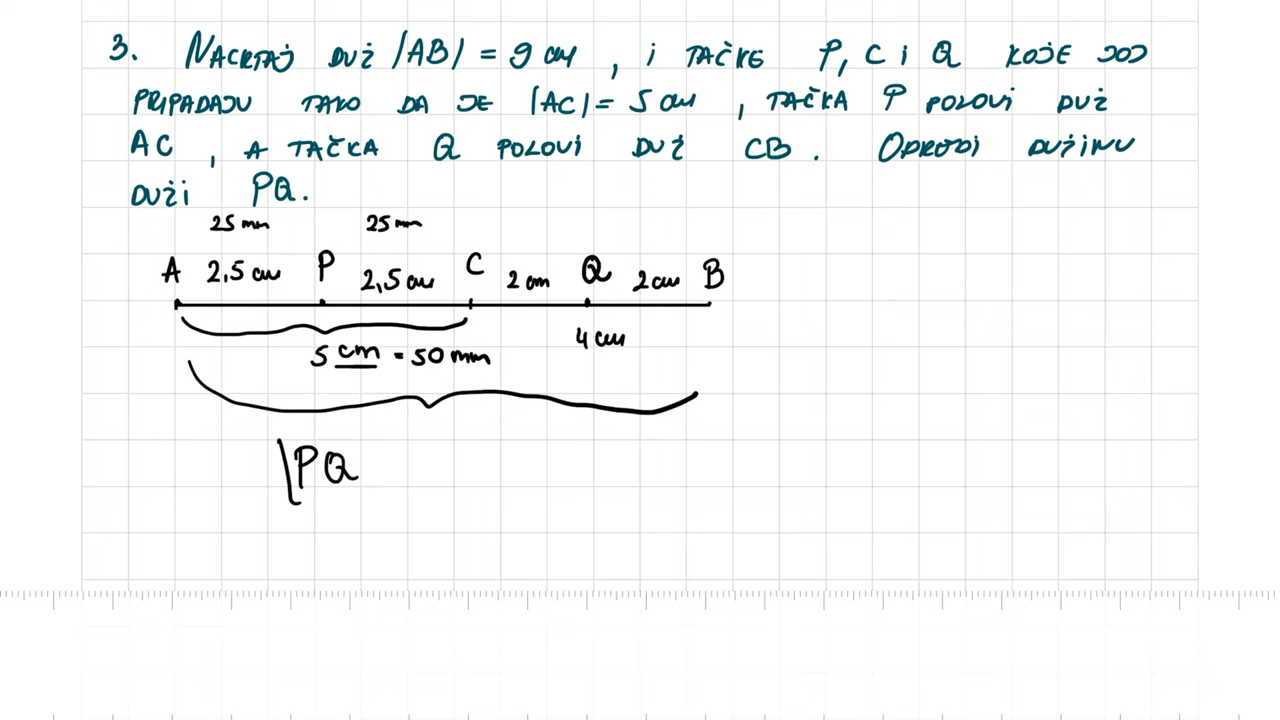 3. NACRTAJ DUŽ |AB| = 9 cm, I TAČKE P, C I Q KOJE JOJ
PRIPADAJU TAKO DA JE |AC| = 5 cm, TAČKA P POLOVI DUŽ
AC, A TAČKA Q POLOVI DUŽ CB. ODREDI DUŽINU
DUŽI PQ.
25 mm 25 mm
A 2,5 cm P 2,5 cm C 2 cm Q 2 cm B
4 cm
5 cm = 50 mm
|PQ